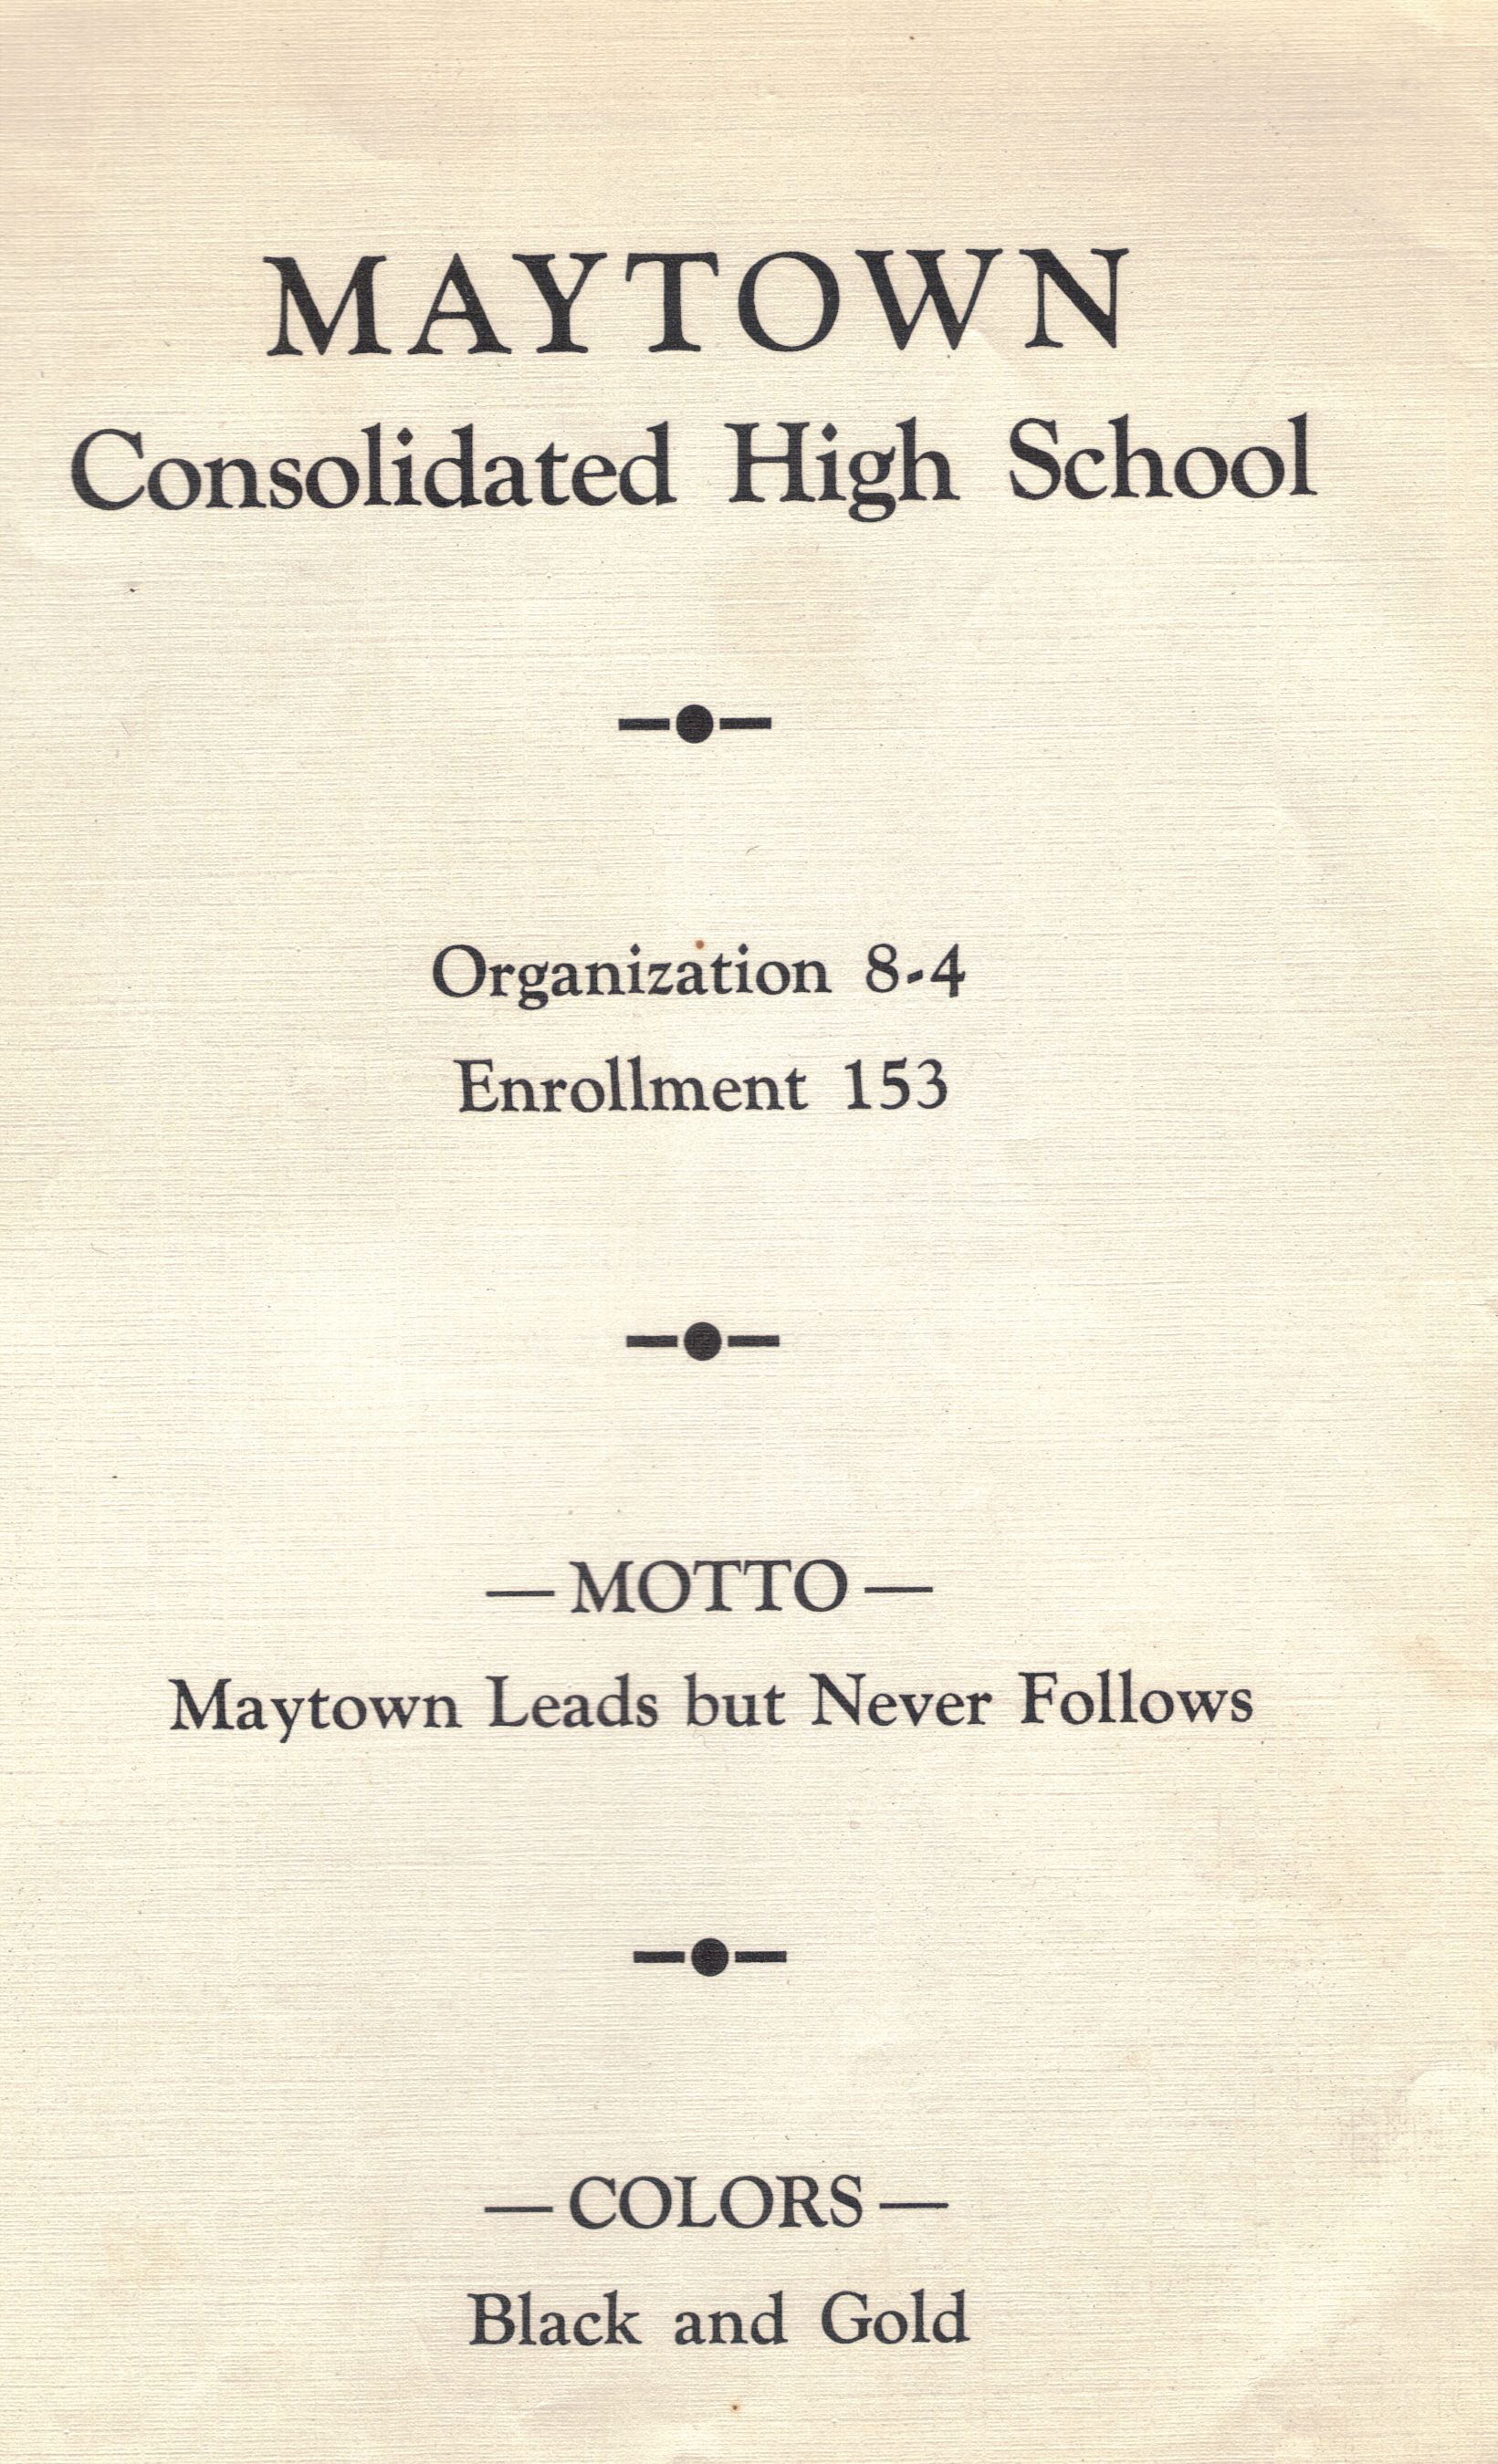 MAYTOWN
Consolidated High School
Organization 8-4
Enrollment 153
— MOTTO —
Maytown Leads but Never Follows
— COLORS —
Black and Gold